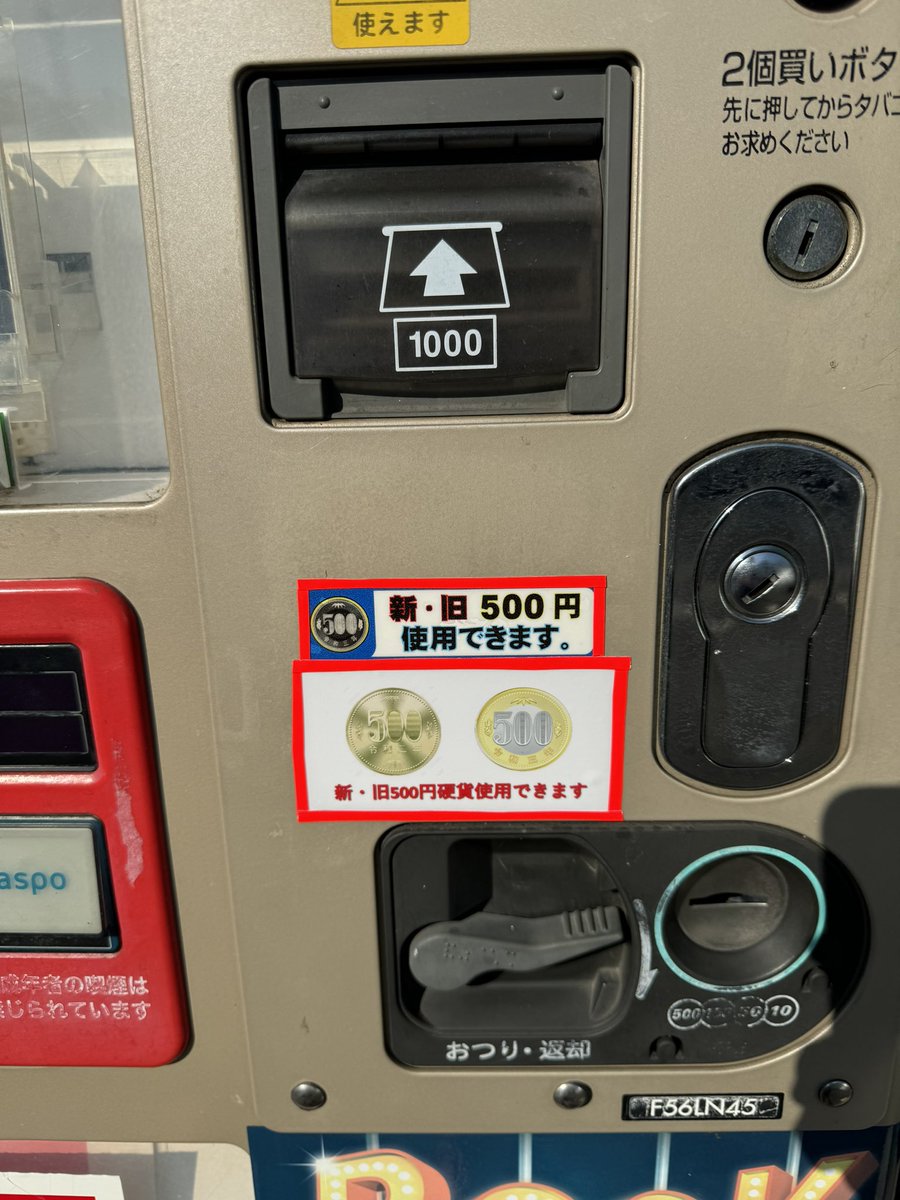 使えます
2個買いボタ
先に押してからタバコ
お求めください
1000
500
新・旧 500 円
使用できます。
500
500
新・旧500円硬貨使用できます
aspo
成年者の喫煙は
じられています
500 50 10
おつり・返却
F56LN45